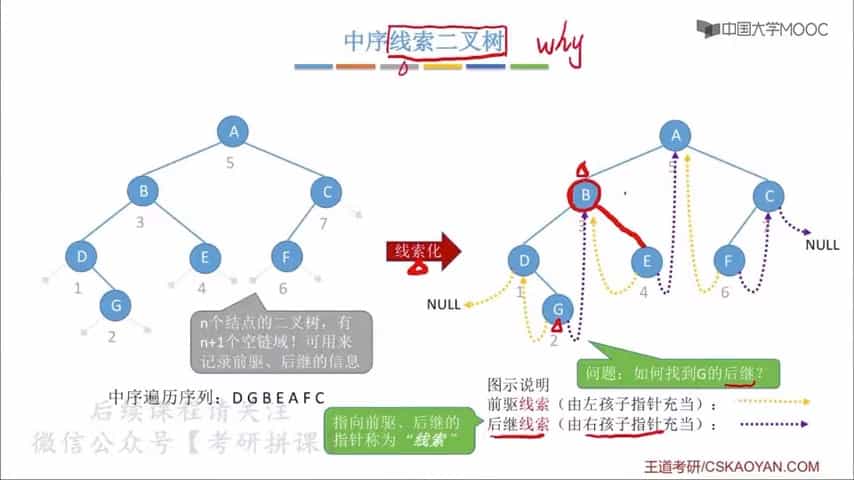 中国大学MOOC
中序线索二叉树
why
A
5
B
3
C
7
D
1
E
4
F
6
G
2
线索化
A
5
B
3
C
D
1
E
4
F
6
G
2
NULL
NULL
n个结点的二叉树，有
n+1个空链域！可用来
记录前驱、后继的信息
中序遍历序列：D G B E A F C
后续课程请关注
微信公众号【考研拼课
问题：如何找到G的后继？
图示说明
前驱线索（由左孩子指针充当）：
后继线索（由右孩子指针充当）：
指向前驱、后继的
指针称为“线索”
王道考研/CSKAOYAN.COM